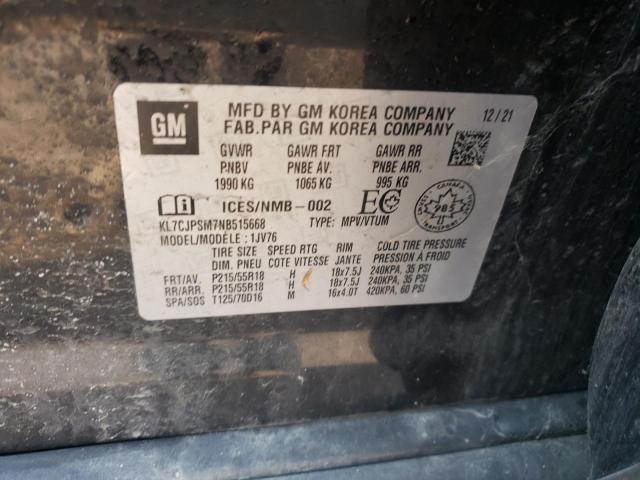 GM
MFD BY GM KOREA COMPANY
FAB.PAR GM KOREA COMPANY
12/21
GVWR GAWR FRT GAWR RR
PNBV PNBE AV. PNBE ARR.
1990 KG 1065 KG 995 KG
ICES/NMB-002 EC
CANADA
TRANSPORT
KL7CJPSM7NB515668 TYPE: MPV/VTUM
MODEL/MODELE: 1JV76
TIRE SIZE SPEED RTG RIM COLD TIRE PRESSURE
DIM. PNEU COTE VITESSE JANTE PRESSION A FROID
FRT/AV P215/55R18 H 18x7.5J 240KPA, 35 PSI
RR/ARR. P215/55R18 H 18x7.5J 240KPA, 35 PSI
SPA/SOS T125/70D16 M 16x4.0T 420KPA, 60 PSI